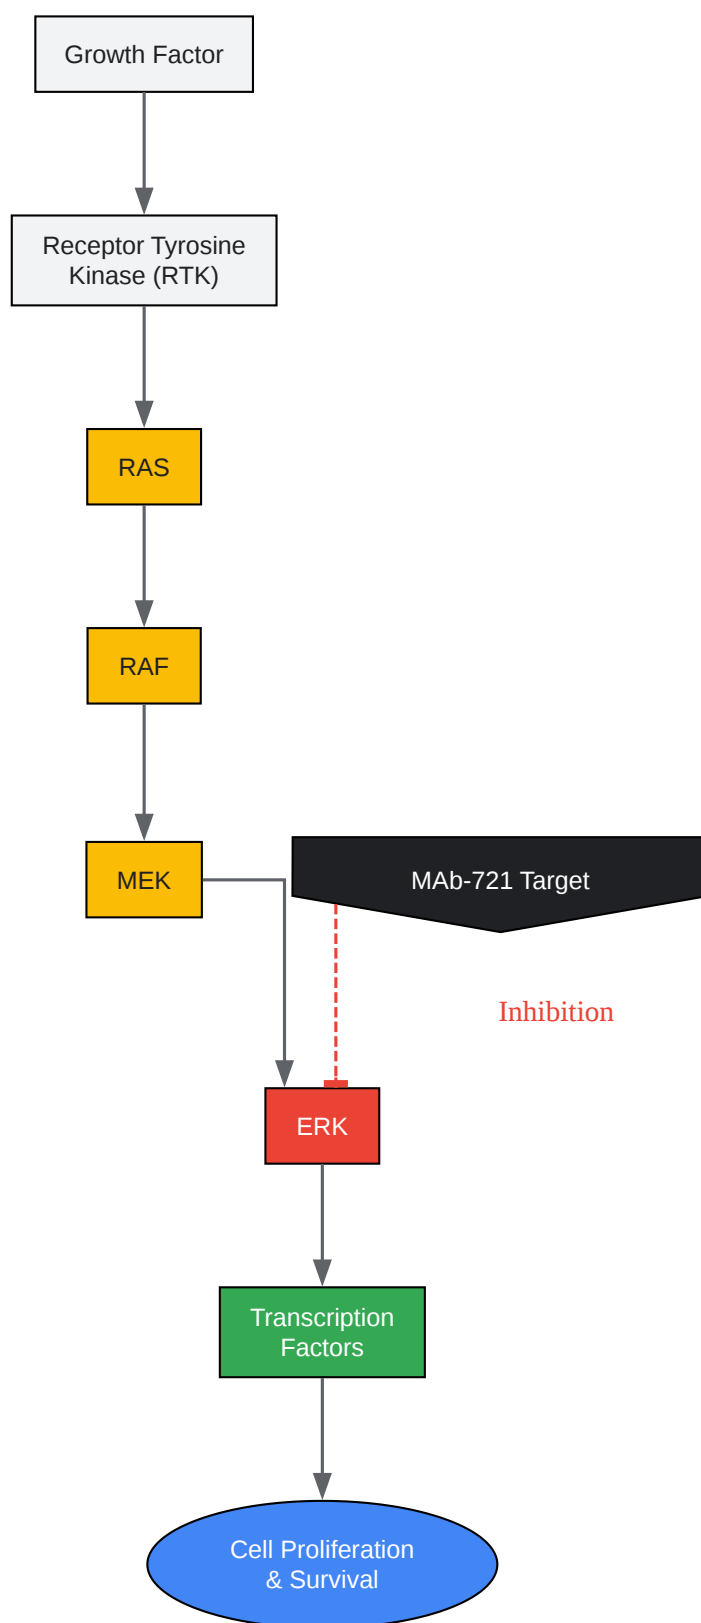 Growth Factor
Receptor Tyrosine
Kinase (RTK)
RAS
RAF
MEK
MAb-721 Target
Inhibition
ERK
Transcription
Factors
Cell Proliferation
& Survival